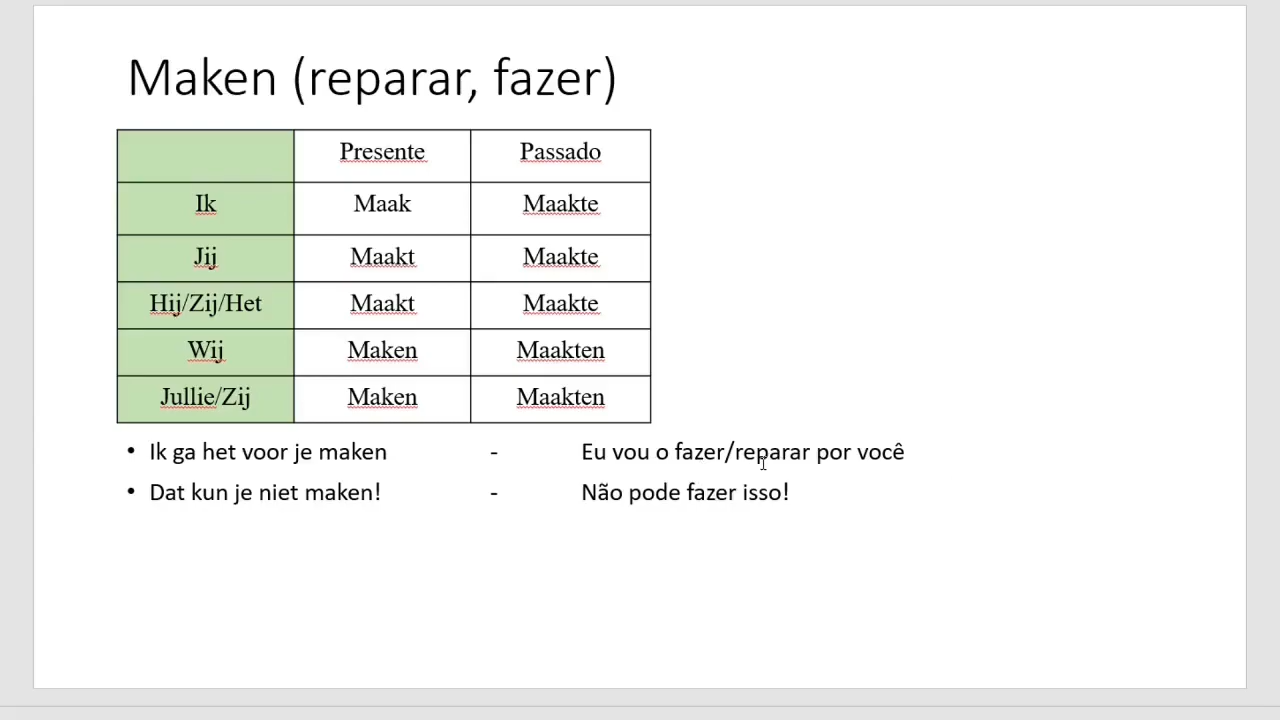 Maken (reparar, fazer)
Presente Passado
Ik Maak Maakte
Jij Maakt Maakte
Hij/Zij/Het Maakt Maakte
Wij Maken Maakten
Jullie/Zij Maken Maakten
• Ik ga het voor je maken - Eu vou o fazer/reparar por você
• Dat kun je niet maken! - Não pode fazer isso!